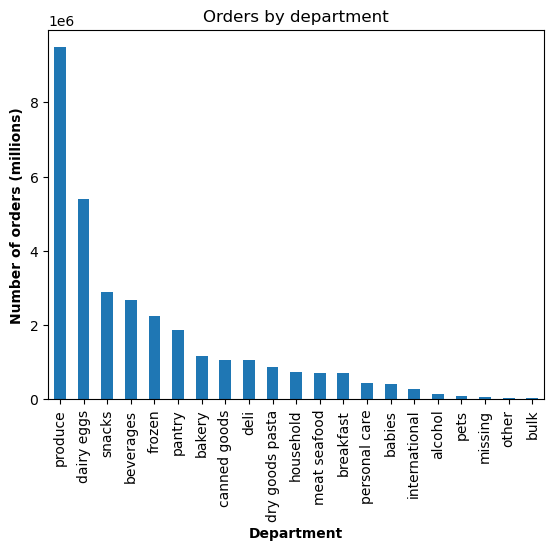 Orders by department
1e6
8
6
4
2
0
Number of orders (millions)
produce
dairy eggs
snacks
beverages
frozen
pantry
bakery
canned goods
deli
dry goods pasta
household
meat seafood
breakfast
personal care
babies
international
alcohol
pets
missing
other
bulk
Department